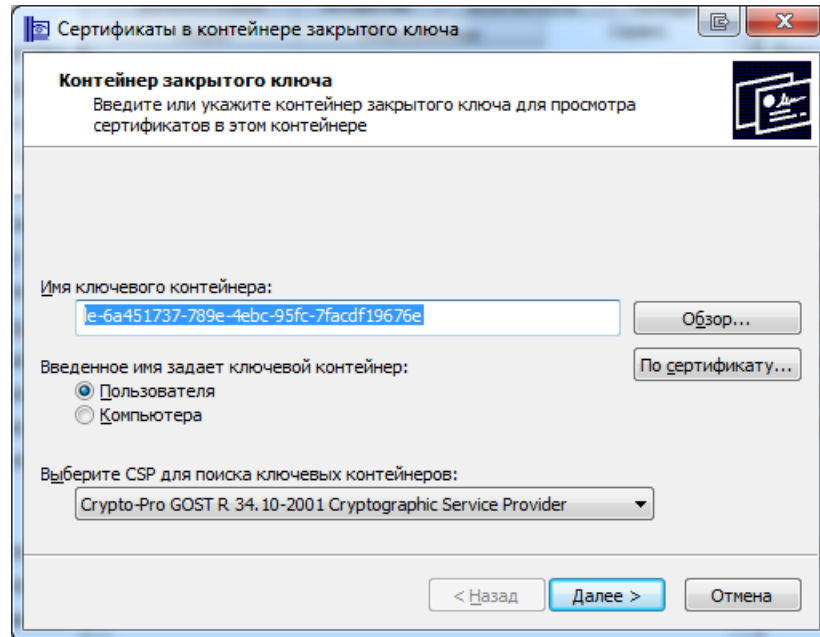 Сертификаты в контейнере закрытого ключа
Контейнер закрытого ключа
Введите или укажите контейнер закрытого ключа для просмотра
сертификатов в этом контейнере
Имя ключевого контейнера:
le-6a451737-789e-4ebc-95fc-7facdf19676e
Обзор...
Введенное имя задает ключевой контейнер:
По сертификату...
Пользователя
Компьютера
Выберите CSP для поиска ключевых контейнеров:
Crypto-Pro GOST R 34.10-2001 Cryptographic Service Provider
< Назад
Далее >
Отмена